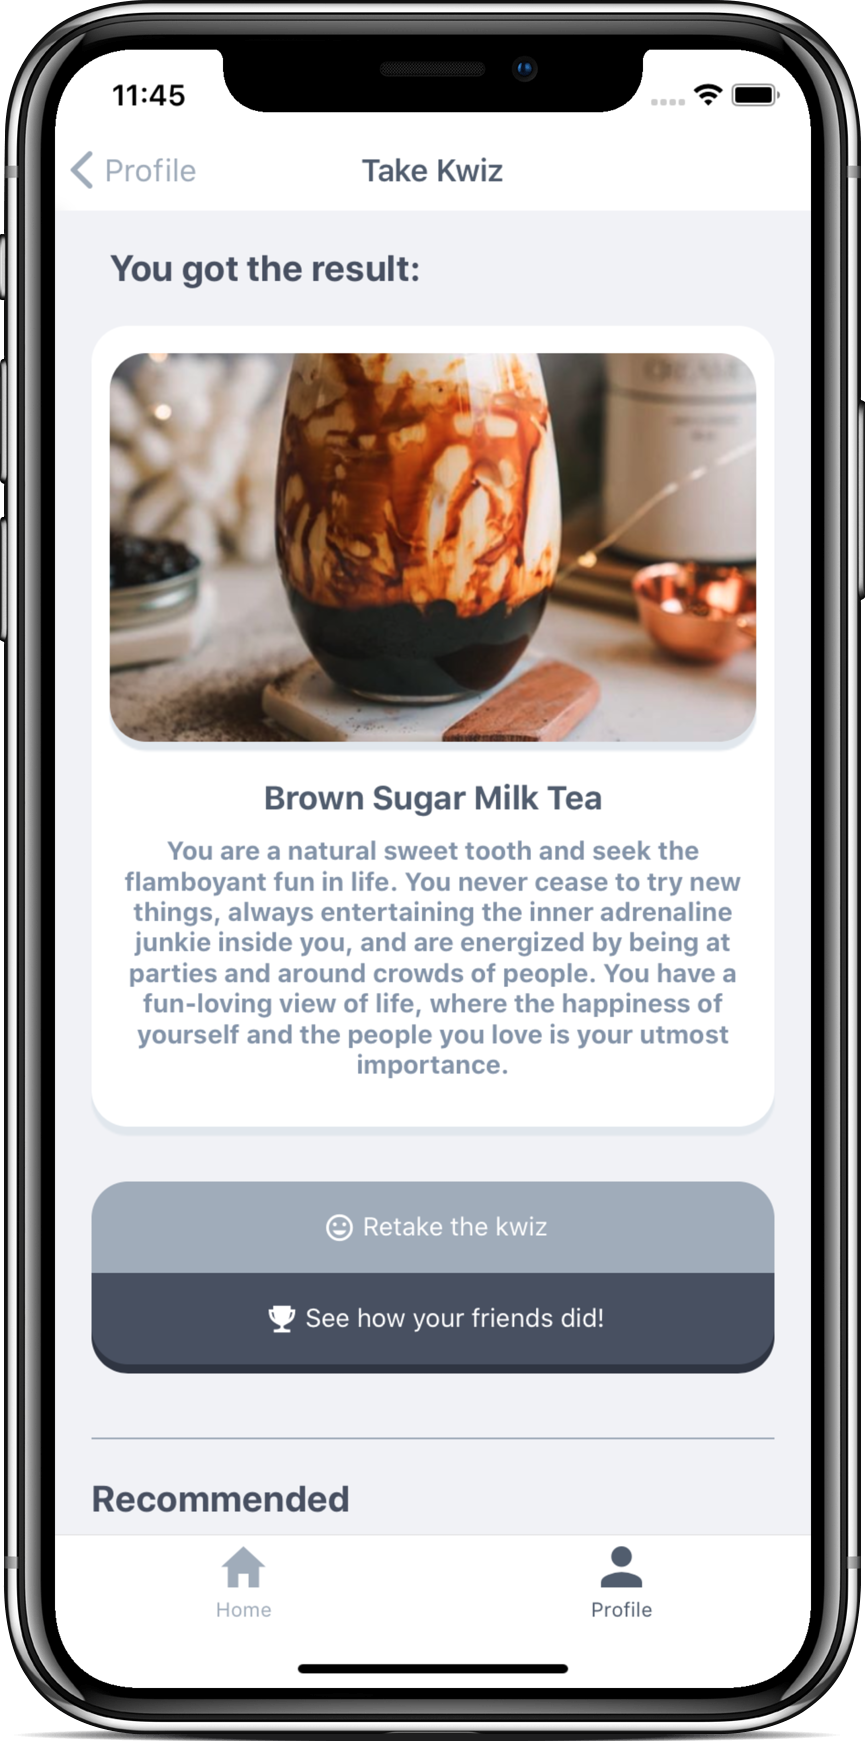 11:45
Profile
Take Kwiz
You got the result:
Brown Sugar Milk Tea
You are a natural sweet tooth and seek the
flamboyant fun in life. You never cease to try new
things, always entertaining the inner adrenaline
junkie inside you, and are energized by being at
parties and around crowds of people. You have a
fun-loving view of life, where the happiness of
yourself and the people you love is your utmost
importance.
Retake the kwiz
See how your friends did!
Recommended
Home
Profile